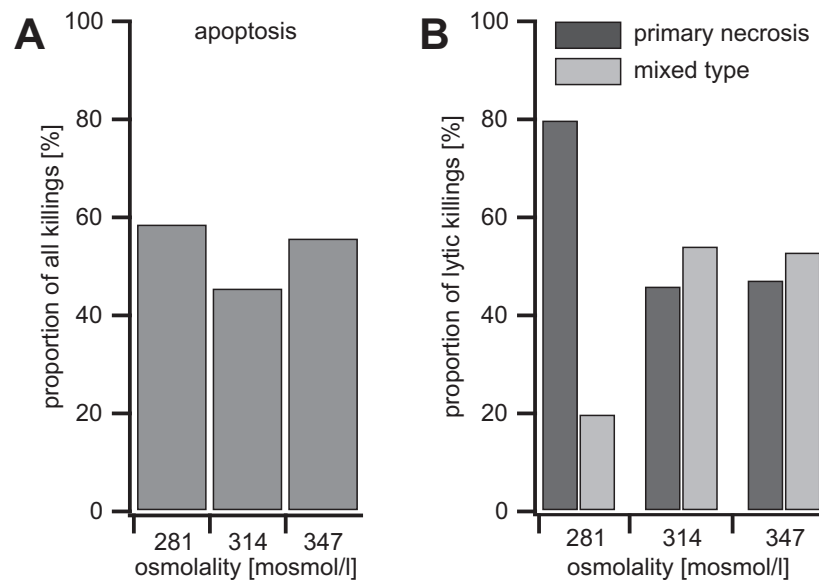 A
apoptosis
proportion of all killings [%]
100
80
60
40
20
0
281 314 347
osmolality [mosmol/l]
B
primary necrosis
mixed type
proportion of lytic killings [%]
100
80
60
40
20
0
281 314 347
osmolality [mosmol/l]